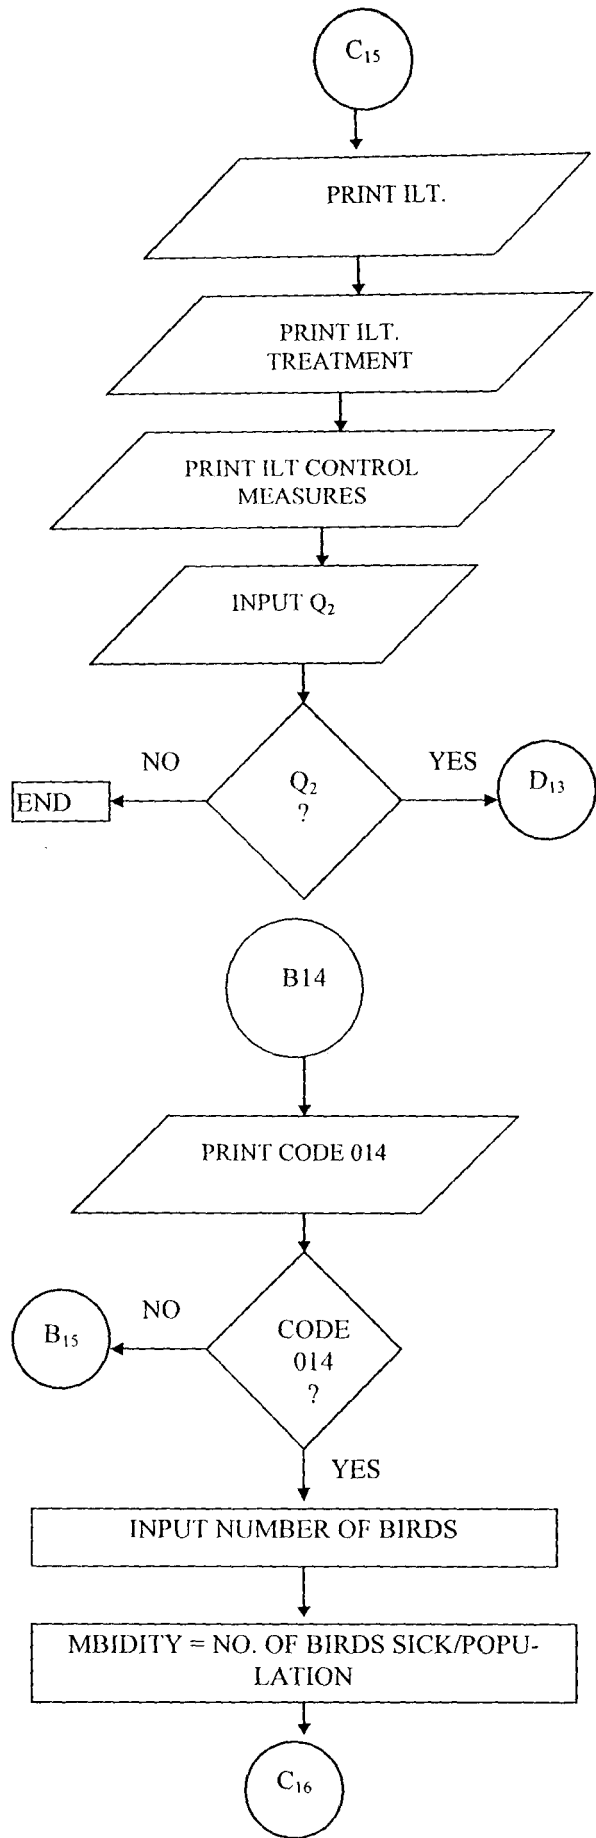 C₁₅
PRINT ILT.
PRINT ILT.
TREATMENT
PRINT ILT CONTROL
MEASURES
INPUT Q₂
NO
YES
Q₂
?
END
D₁₃
B14
PRINT CODE 014
NO
B₁₅
CODE
014
?
YES
INPUT NUMBER OF BIRDS
MBIDITY = NO. OF BIRDS SICK/POPU-
LATION
C₁₆